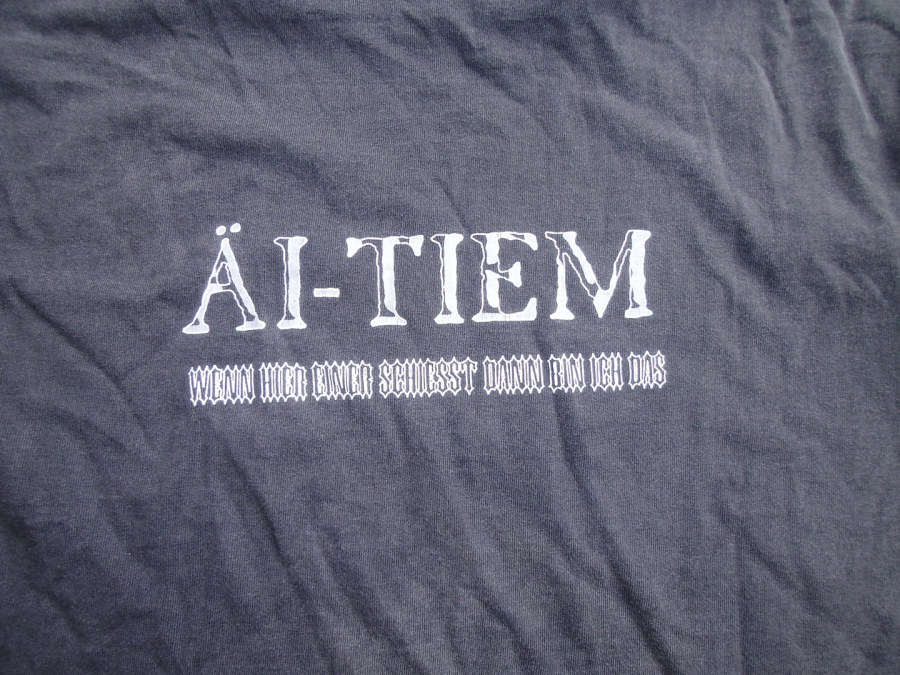 ÄI-TIEM
WENN HIER EINER SCHIESST DANN BIN ICH DAS